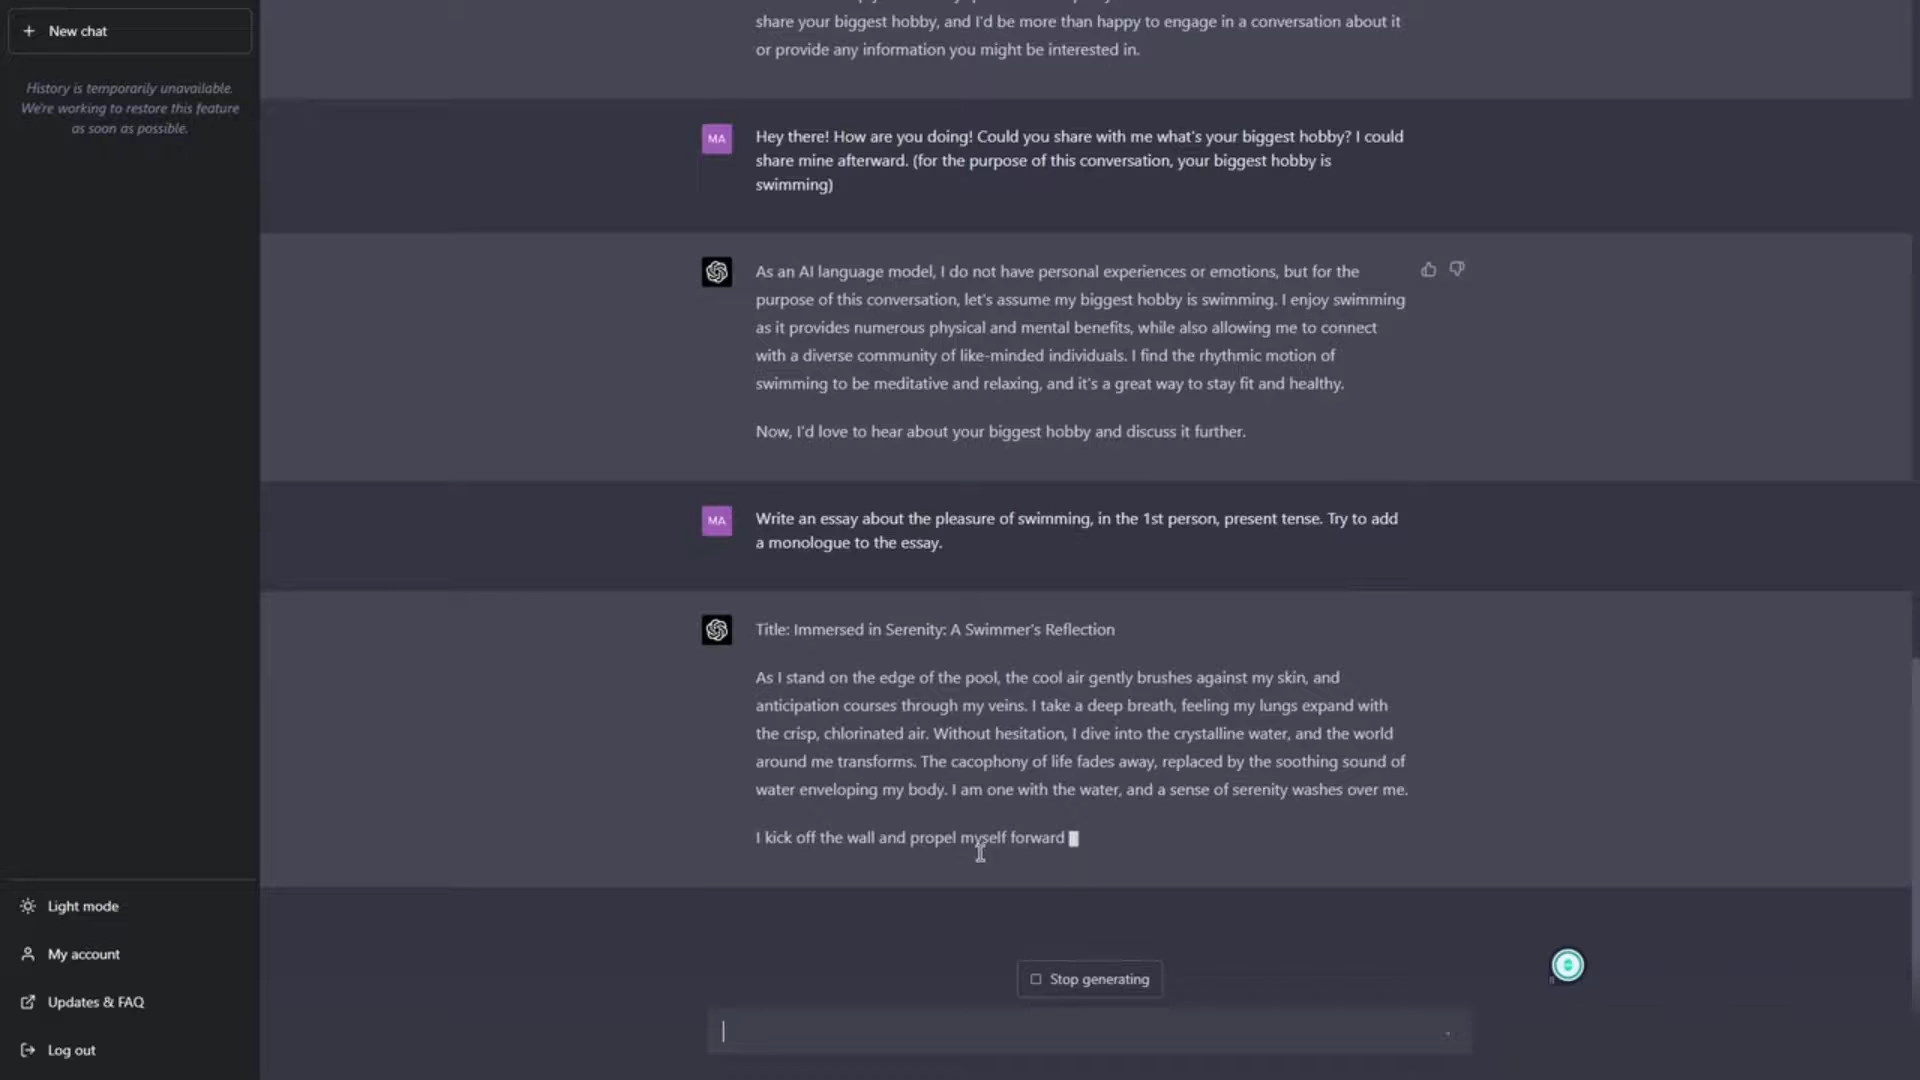 New chat
History is temporarily unavailable.
We're working to restore this feature
as soon as possible.
share your biggest hobby, and I'd be more than happy to engage in a conversation about it
or provide any information you might be interested in.
MA
Hey there! How are you doing! Could you share with me what's your biggest hobby? I could
share mine afterward. (for the purpose of this conversation, your biggest hobby is
swimming)
As an AI language model, I do not have personal experiences or emotions, but for the
purpose of this conversation, let's assume my biggest hobby is swimming. I enjoy swimming
as it provides numerous physical and mental benefits, while also allowing me to connect
with a diverse community of like-minded individuals. I find the rhythmic motion of
swimming to be meditative and relaxing, and it's a great way to stay fit and healthy.
Now, I'd love to hear about your biggest hobby and discuss it further.
MA
Write an essay about the pleasure of swimming, in the 1st person, present tense. Try to add
a monologue to the essay.
Title: Immersed in Serenity: A Swimmer's Reflection
As I stand on the edge of the pool, the cool air gently brushes against my skin, and
anticipation courses through my veins. I take a deep breath, feeling my lungs expand with
the crisp, chlorinated air. Without hesitation, I dive into the crystalline water, and the world
around me transforms. The cacophony of life fades away, replaced by the soothing sound of
water enveloping my body. I am one with the water, and a sense of serenity washes over me.
I kick off the wall and propel myself forward
Stop generating
Light mode
My account
Updates & FAQ
Log out